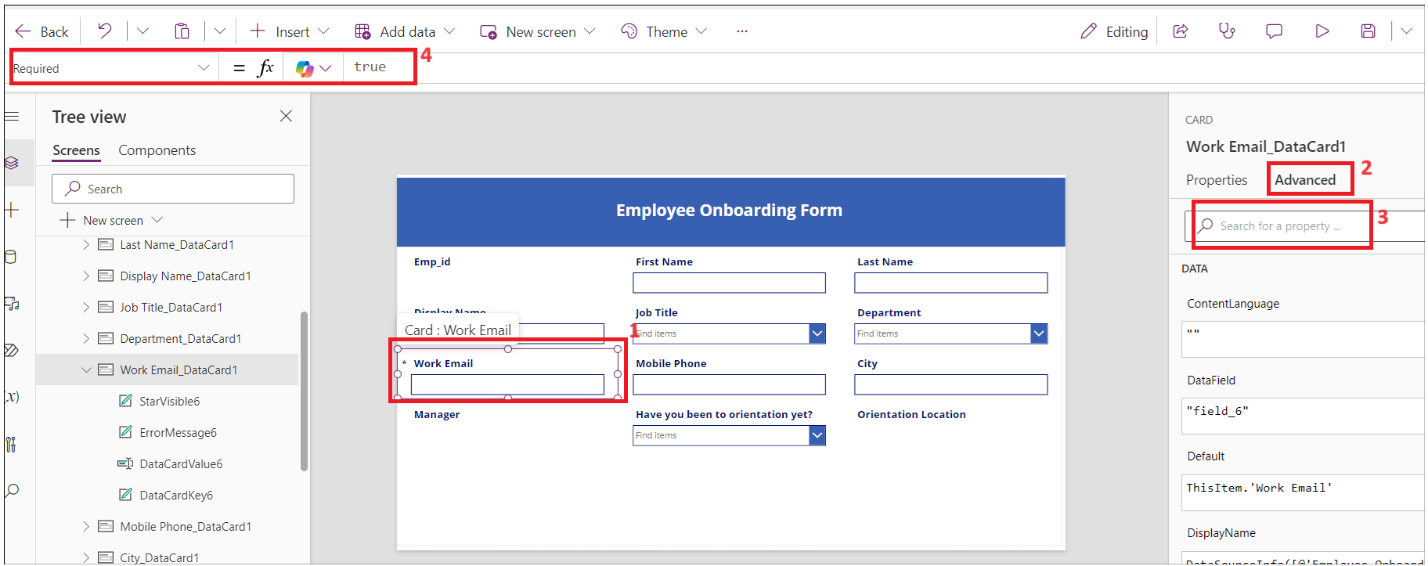 Back
Insert
Add data
New screen
Theme
...
Editing
Required
= fx
true
4
Tree view
Screens
Components
Search
New screen
Last Name_DataCard1
Display Name_DataCard1
Job Title_DataCard1
Department_DataCard1
Work Email_DataCard1
StarVisible6
ErrorMessage6
DataCardValue6
DataCardKey6
Mobile Phone_DataCard1
City_DataCard1
Employee Onboarding Form
Emp_id
First Name
Last Name
Display Name
Job Title
Department
Card : Work Email
Find items
Find items
1
* Work Email
Mobile Phone
City
Manager
Have you been to orientation yet?
Orientation Location
Find items
CARD
Work Email_DataCard1
Properties
Advanced
2
Search for a property ...
3
DATA
ContentLanguage
""
DataField
"field_6"
Default
ThisItem.'Work Email'
DisplayName
DataSourceInfo([@'Employee Onboard